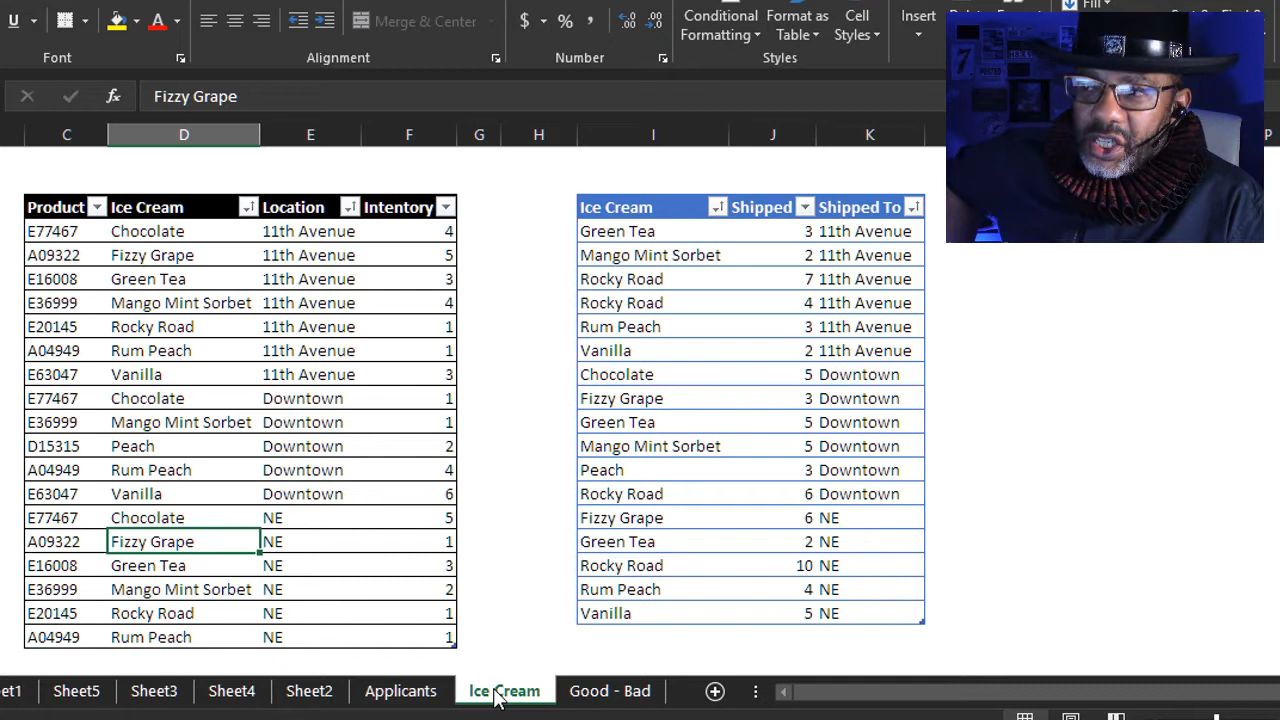 U A Merge & Center $ % , Conditional Formatting Format as Table Cell Styles Insert Fill
Font Alignment Number Styles
fx Fizzy Grape
C D E F G H I J K P
Product Ice Cream Location Intentory
E77467 Chocolate 11th Avenue 4
A09322 Fizzy Grape 11th Avenue 5
E16008 Green Tea 11th Avenue 3
E36999 Mango Mint Sorbet 11th Avenue 4
E20145 Rocky Road 11th Avenue 1
A04949 Rum Peach 11th Avenue 1
E63047 Vanilla 11th Avenue 3
E77467 Chocolate Downtown 1
E36999 Mango Mint Sorbet Downtown 1
D15315 Peach Downtown 2
A04949 Rum Peach Downtown 4
E63047 Vanilla Downtown 6
E77467 Chocolate NE 5
A09322 Fizzy Grape NE 1
E16008 Green Tea NE 3
E36999 Mango Mint Sorbet NE 2
E20145 Rocky Road NE 1
A04949 Rum Peach NE 1
Ice Cream Shipped Shipped To
Green Tea 3 11th Avenue
Mango Mint Sorbet 2 11th Avenue
Rocky Road 7 11th Avenue
Rocky Road 4 11th Avenue
Rum Peach 3 11th Avenue
Vanilla 2 11th Avenue
Chocolate 5 Downtown
Fizzy Grape 3 Downtown
Green Tea 5 Downtown
Mango Mint Sorbet 5 Downtown
Peach 3 Downtown
Rocky Road 6 Downtown
Fizzy Grape 6 NE
Green Tea 2 NE
Rocky Road 10 NE
Rum Peach 4 NE
Vanilla 5 NE
eet1 Sheet5 Sheet3 Sheet4 Sheet2 Applicants Ice Cream Good - Bad